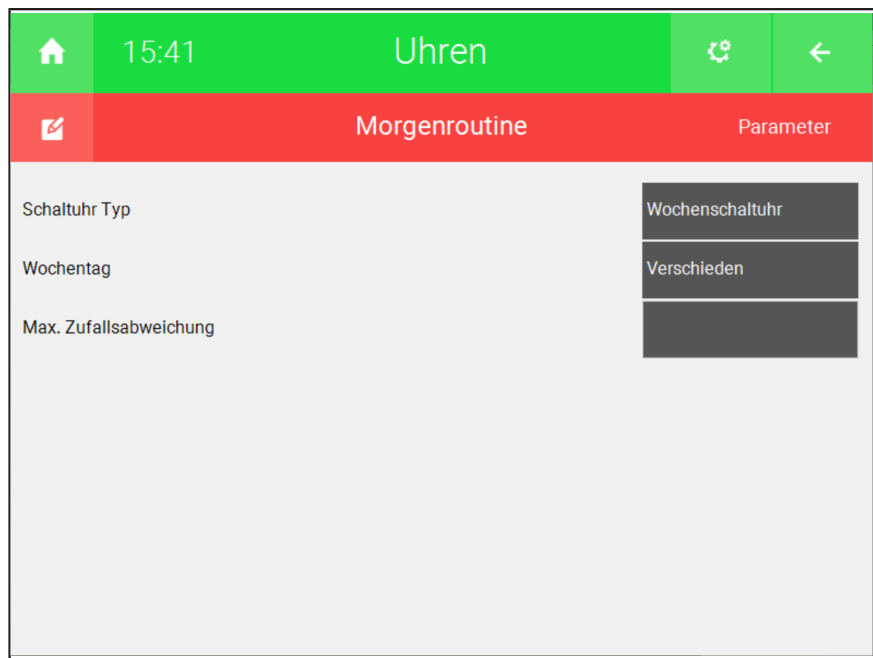 15:41 Uhren
Morgenroutine Parameter
Schaltuhr Typ Wochenschaltuhr
Wochentag Verschieden
Max. Zufallsabweichung